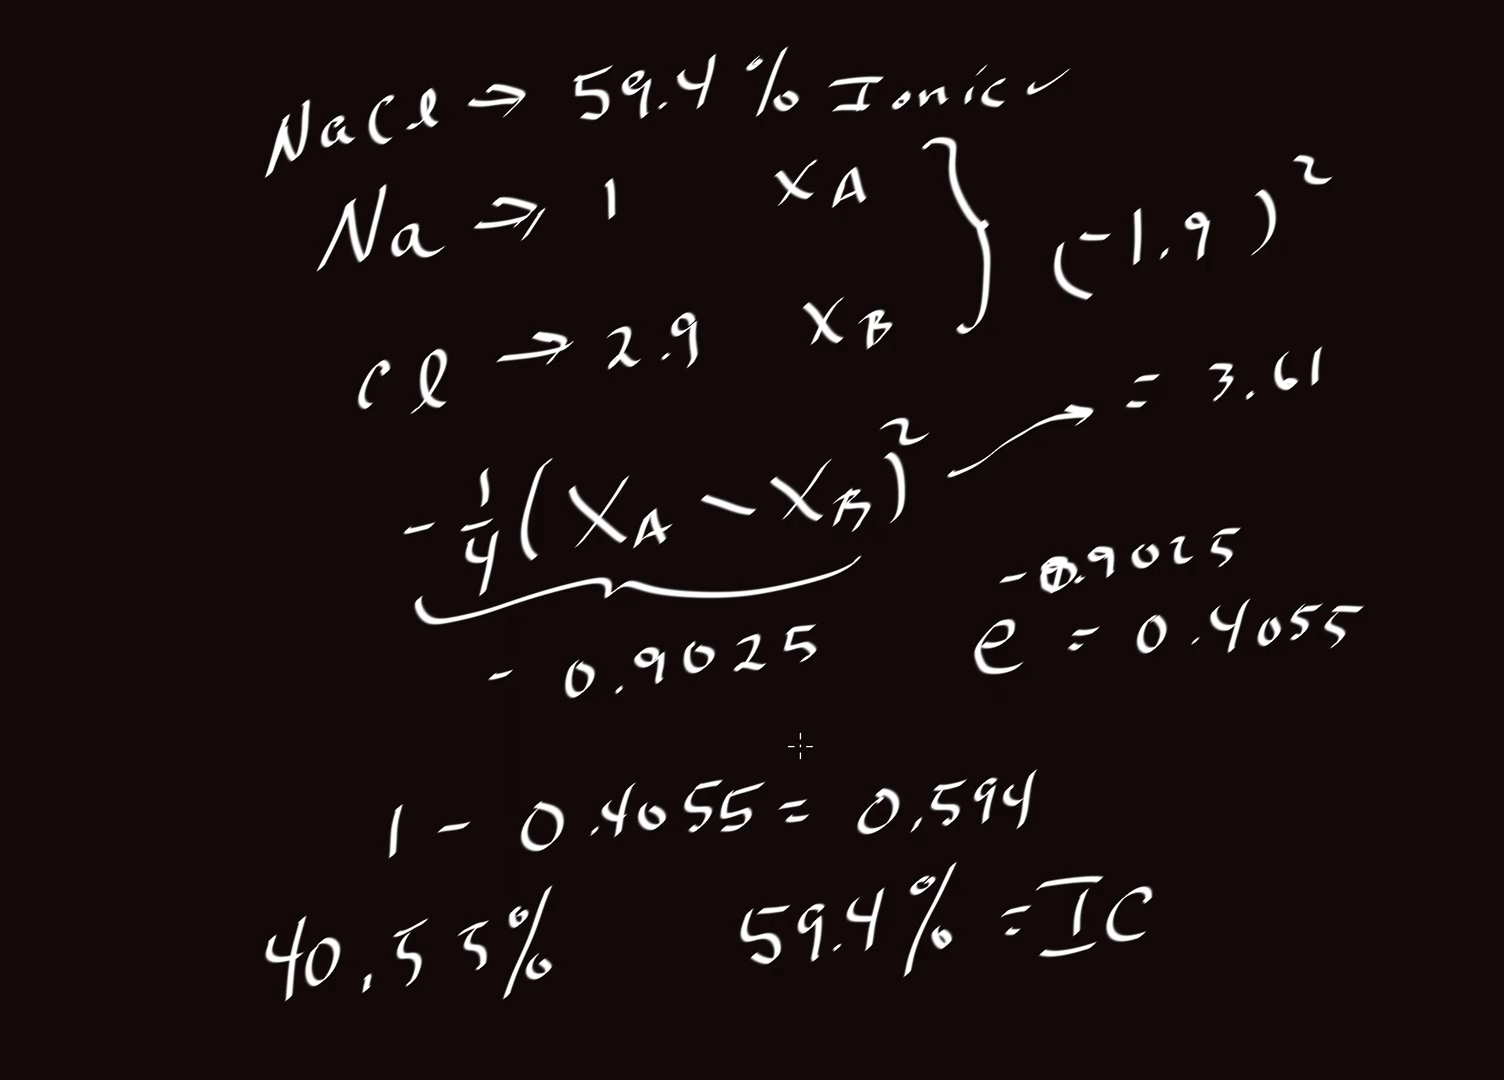 NaCl → 59.4% Ionic ✓
Na → 1 XA } (-1.9)²
Cl → 2.9 XB
= 3.61
-1/4 (XA - XB)² →
-0.9025
e^-0.9025 = 0.4055
1 - 0.4055 = 0.594
40.55% 59.4% = IC